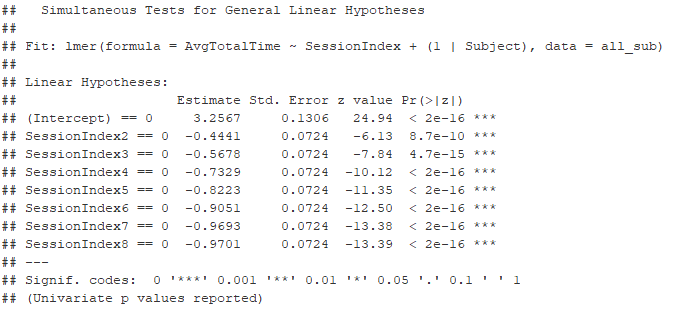 ##   Simultaneous Tests for General Linear Hypotheses
##
## Fit: lmer(formula = AvgTotalTime ~ SessionIndex + (1 | Subject), data = all_sub)
##
## Linear Hypotheses:
##                    Estimate Std. Error z value Pr(>|z|)
## (Intercept) == 0     3.2567     0.1306   24.94  < 2e-16 ***
## SessionIndex2 == 0  -0.4441     0.0724   -6.13  8.7e-10 ***
## SessionIndex3 == 0  -0.5678     0.0724   -7.84  4.7e-15 ***
## SessionIndex4 == 0  -0.7329     0.0724  -10.12  < 2e-16 ***
## SessionIndex5 == 0  -0.8223     0.0724  -11.35  < 2e-16 ***
## SessionIndex6 == 0  -0.9051     0.0724  -12.50  < 2e-16 ***
## SessionIndex7 == 0  -0.9693     0.0724  -13.38  < 2e-16 ***
## SessionIndex8 == 0  -0.9701     0.0724  -13.39  < 2e-16 ***
## ---
## Signif. codes:  0 '***' 0.001 '**' 0.01 '*' 0.05 '.' 0.1 ' ' 1
## (Univariate p values reported)